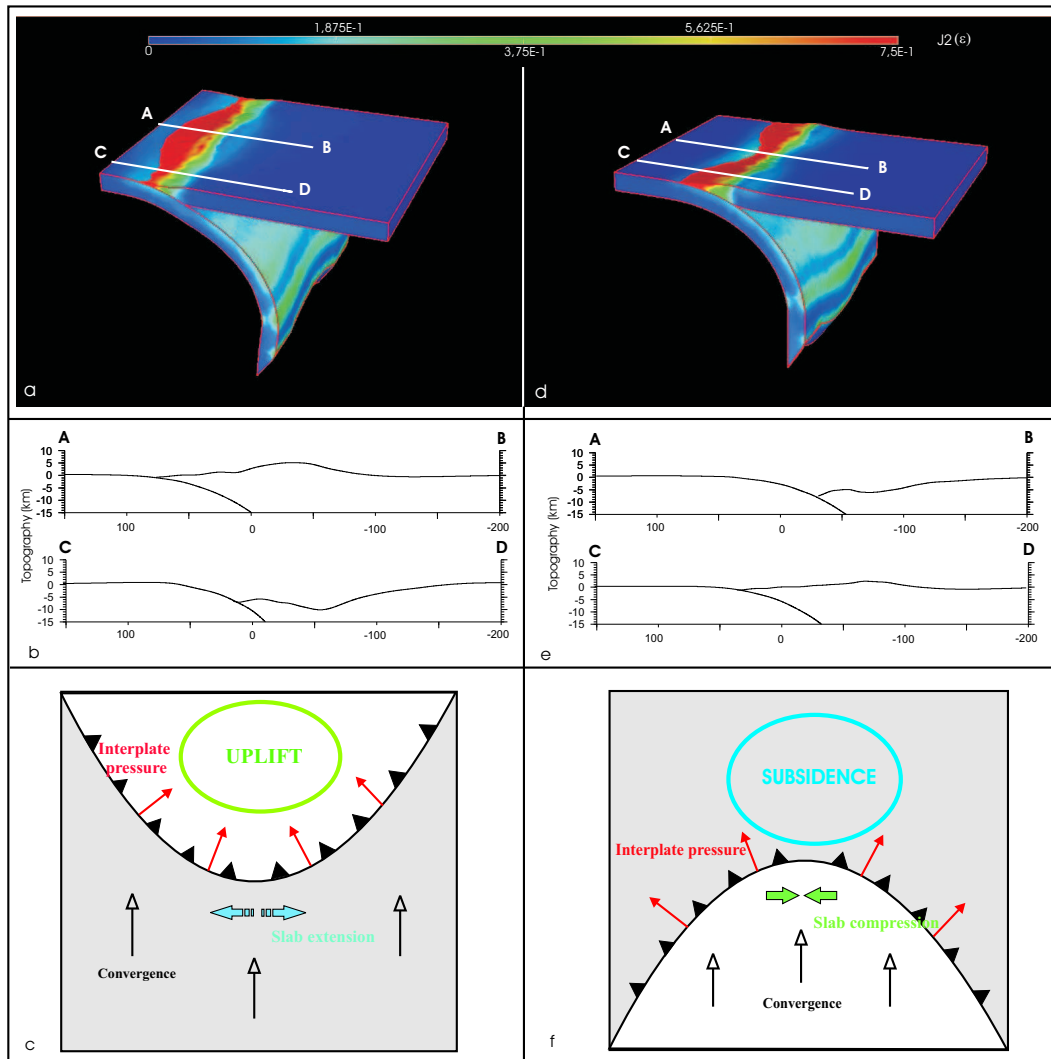 1,875E-1 5,625E-1
0 3,75E-1 7,5E-1 J2 (ε)
A
B
C
D
a
A
B
C
D
d
A B
Topography (km)
10
5
0
-5
-10
-15
100 0 -100 -200
C D
10
5
0
-5
-10
-15
100 0 -100 -200
b
A B
Topography (km)
10
5
0
-5
-10
-15
100 0 -100 -200
C D
10
5
0
-5
-10
-15
100 0 -100 -200
e
Interplate
pressure
UPLIFT
Slab extension
Convergence
c
SUBSIDENCE
Interplate pressure
Slab compression
Convergence
f